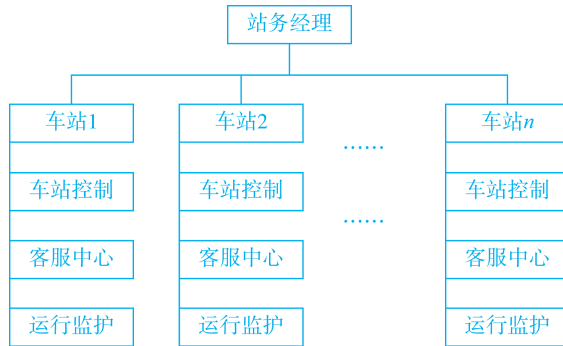 站务经理
车站1 车站2 车站n
……
车站控制 车站控制 车站控制
……
客服中心 客服中心 客服中心
运行监护 运行监护 运行监护